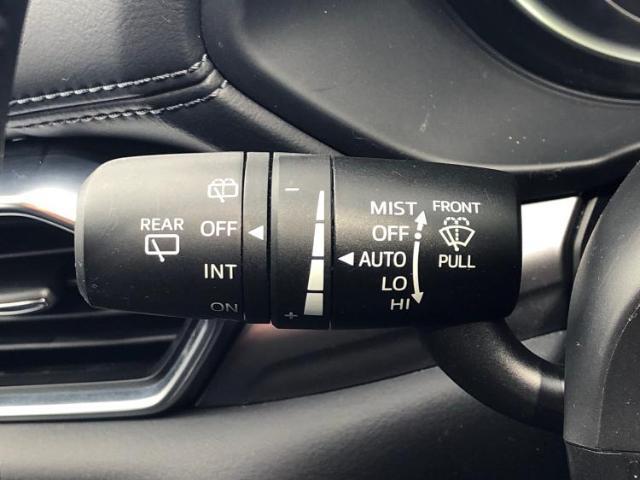 REAR
OFF
INT
ON
-
+
MIST
OFF
AUTO
LO
HI
FRONT
PULL